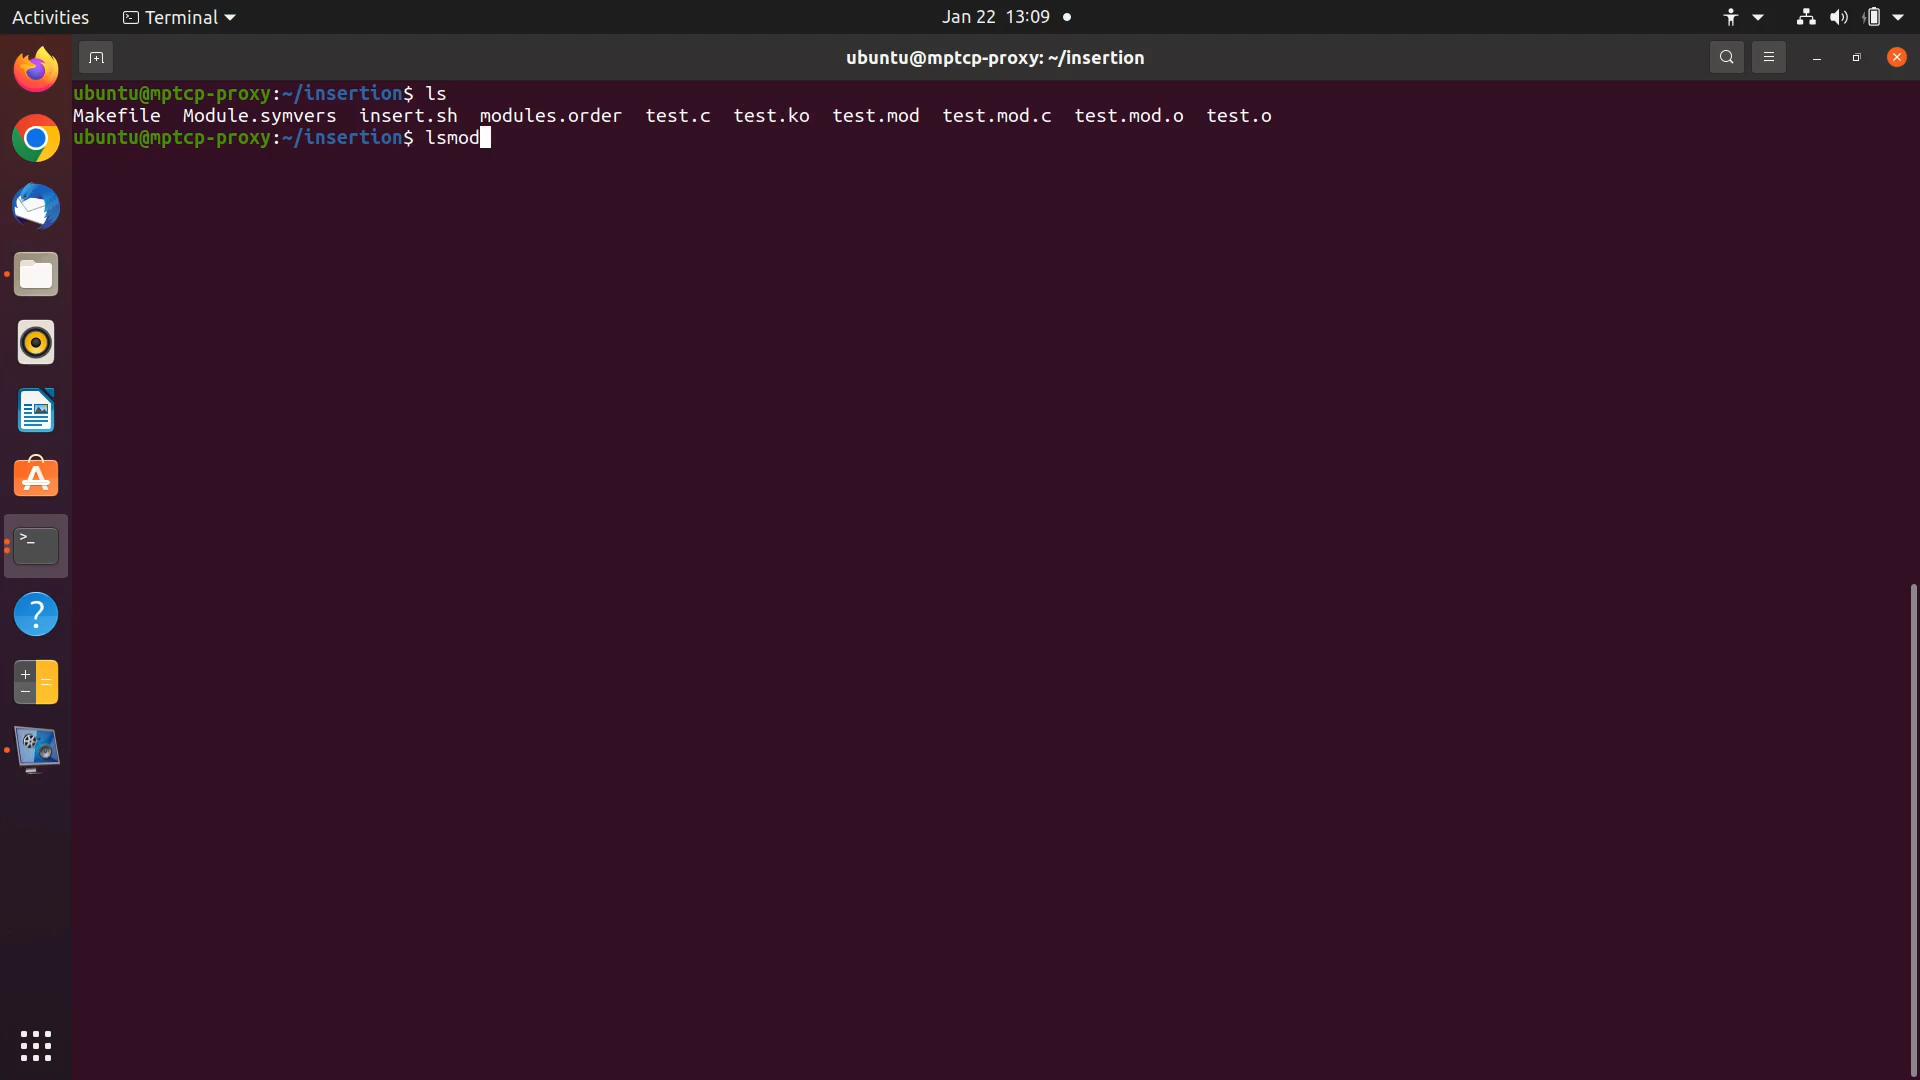 Activities Terminal Jan 22 13:09
ubuntu@mptcp-proxy: ~/insertion
ubuntu@mptcp-proxy:~/insertion$ ls
Makefile Module.symvers insert.sh modules.order test.c test.ko test.mod test.mod.c test.mod.o test.o
ubuntu@mptcp-proxy:~/insertion$ lsmod